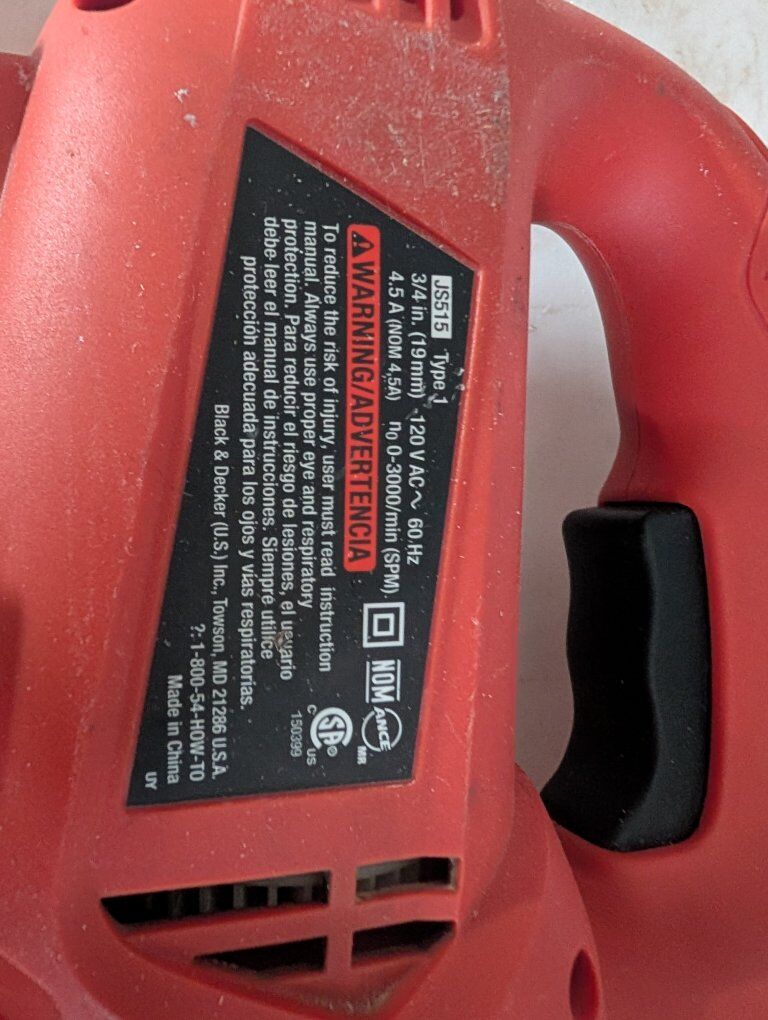 JS515 Type 1 120 V AC~ 60 Hz
3/4 in. (19mm) n₀ 0-3000/min (SPM)
4.5 A (NOM 4,5A)
⚠WARNING/ADVERTENCIA
To reduce the risk of injury, user must read instruction
manual. Always use proper eye and respiratory
protection. Para reducir el riesgo de lesiones, el usuario
debe leer el manual de instrucciones. Siempre utilice
protección adecuada para los ojos y vías respiratorias.
NOM
ANCE
MR
SA®
C US
150399
Black & Decker (U.S.) Inc., Towson, MD 21286 U.S.A.
?:1-800-54-HOW-TO
Made in China
UY